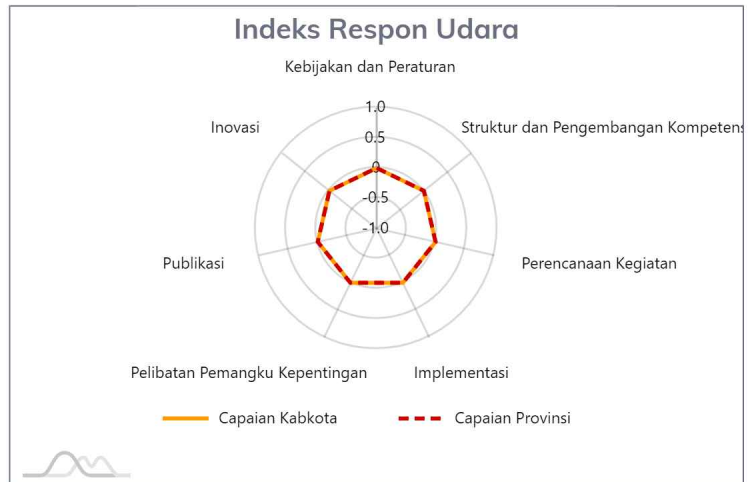 Indeks Respon Udara
Kebijakan dan Peraturan
1.0
Inovasi
0.5
Struktur dan Pengembangan Kompetens
0
-0.5
-1.0
Publikasi
Perencanaan Kegiatan
Pelibatan Pemangku Kepentingan
Implementasi
Capaian Kabkota
Capaian Provinsi